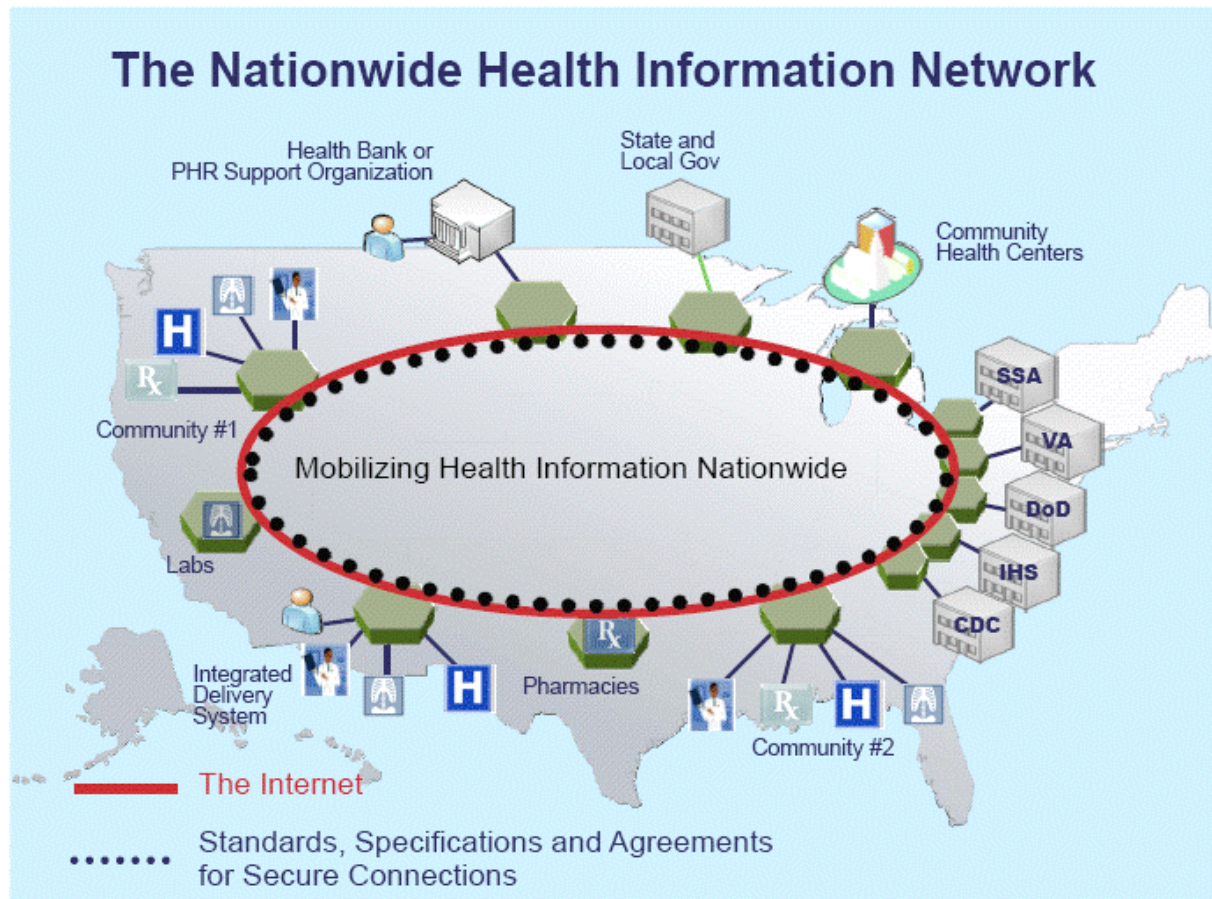 The Nationwide Health Information Network
Health Bank or
PHR Support Organization
State and
Local Gov
Community
Health Centers
H
Rx
Community #1
SSA
VA
DoD
IHS
CDC
Mobilizing Health Information Nationwide
Labs
Integrated
Delivery
System
H
Rx
Pharmacies
Rx
H
Community #2
The Internet
Standards, Specifications and Agreements
for Secure Connections